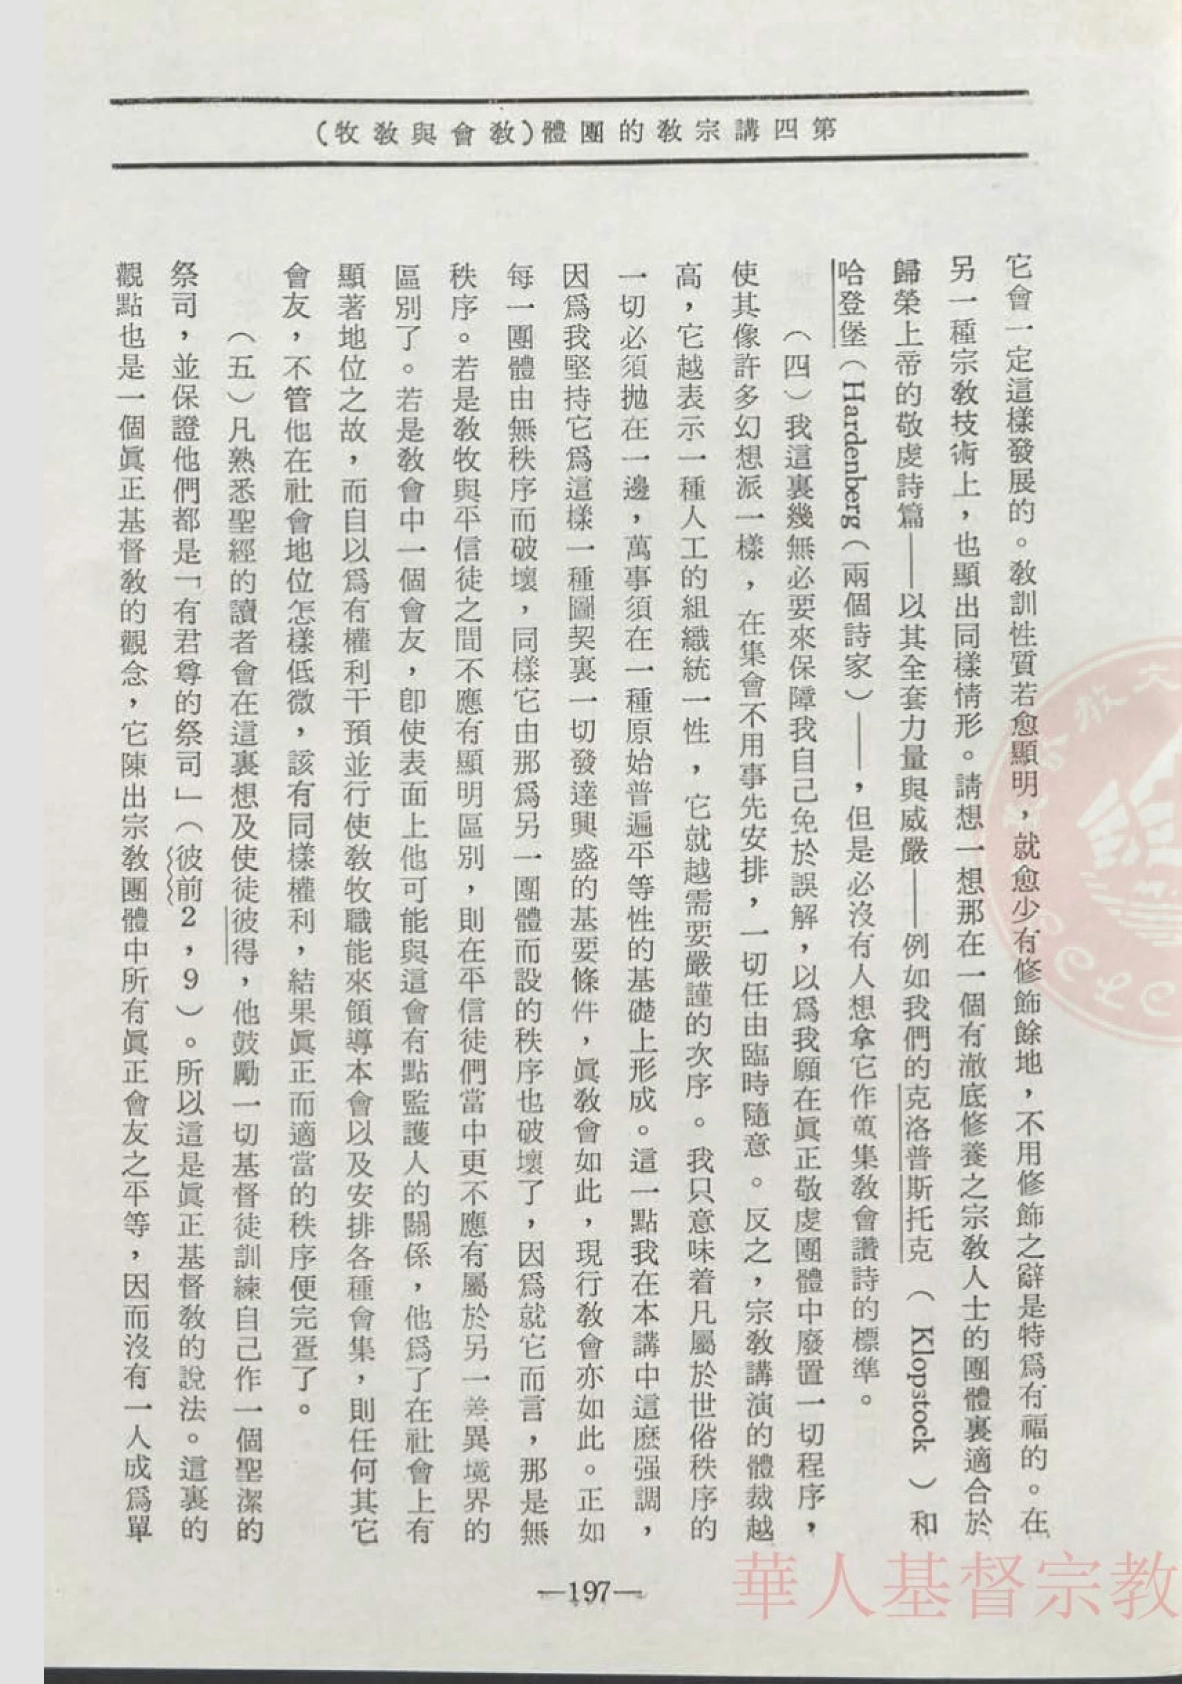 第四講宗敎的團體(敎會與敎牧)
它會一定這樣發展的。敎訓性質若愈顯明，就愈少有修飾餘地，不用修飾之辭是特爲有福的。在
另一種宗敎技術上，也顯出同樣情形。請想一想那在一個有澈底修養之宗敎人士的團體裏適合於
歸榮上帝的敬虔詩篇——以其全套力量與威嚴——例如我們的克洛普斯托克（Klopstock）和
哈登堡（Hardenberg（兩個詩家）——，但是必沒有人想拿它作蒐集敎會讚詩的標準。
（四）我這裏幾無必要來保障我自己免於誤解，以爲我願在眞正敬虔團體中廢置一切程序，
使其像許多幻想派一樣，在集會不用事先安排，一切任由臨時隨意。反之，宗敎講演的體裁越
高，它越表示一種人工的組織統一性，它就越需要嚴謹的次序。我只意味着凡屬於世俗秩序的
一切必須拋在一邊，萬事須在一種原始普遍平等性的基礎上形成。這一點我在本講中這麽强調，
因爲我堅持它爲這樣一種圖契裏一切發達興盛的基要條件，眞敎會如此，現行敎會亦如此。正如
每一團體由無秩序而破壞，同樣它由那爲另一團體而設的秩序也破壞了，因爲就它而言，那是無
秩序。若是敎牧與平信徒之間不應有顯明區別，則在平信徒們當中更不應有屬於另一差異境界的
區別了。若是敎會中一個會友，卽使表面上他可能與這會有點監護人的關係，他爲了在社會上有
顯著地位之故，而自以爲有權利干預並行使敎牧職能來領導本會以及安排各種會集，則任何其它
會友，不管他在社會地位怎樣低微，該有同樣權利，結果眞正而適當的秩序便完蛋了。
（五）凡熟悉聖經的讀者會在這裏想及使徒彼得，他鼓勵一切基督徒訓練自己作一個聖潔的
祭司，並保證他們都是「有君尊的祭司」（彼前2，9）。所以這是眞正基督敎的說法。這裏的
觀點也是一個眞正基督敎的觀念，它陳出宗敎團體中所有眞正會友之平等，因而沒有一人成爲單
—197—
華人基督宗教